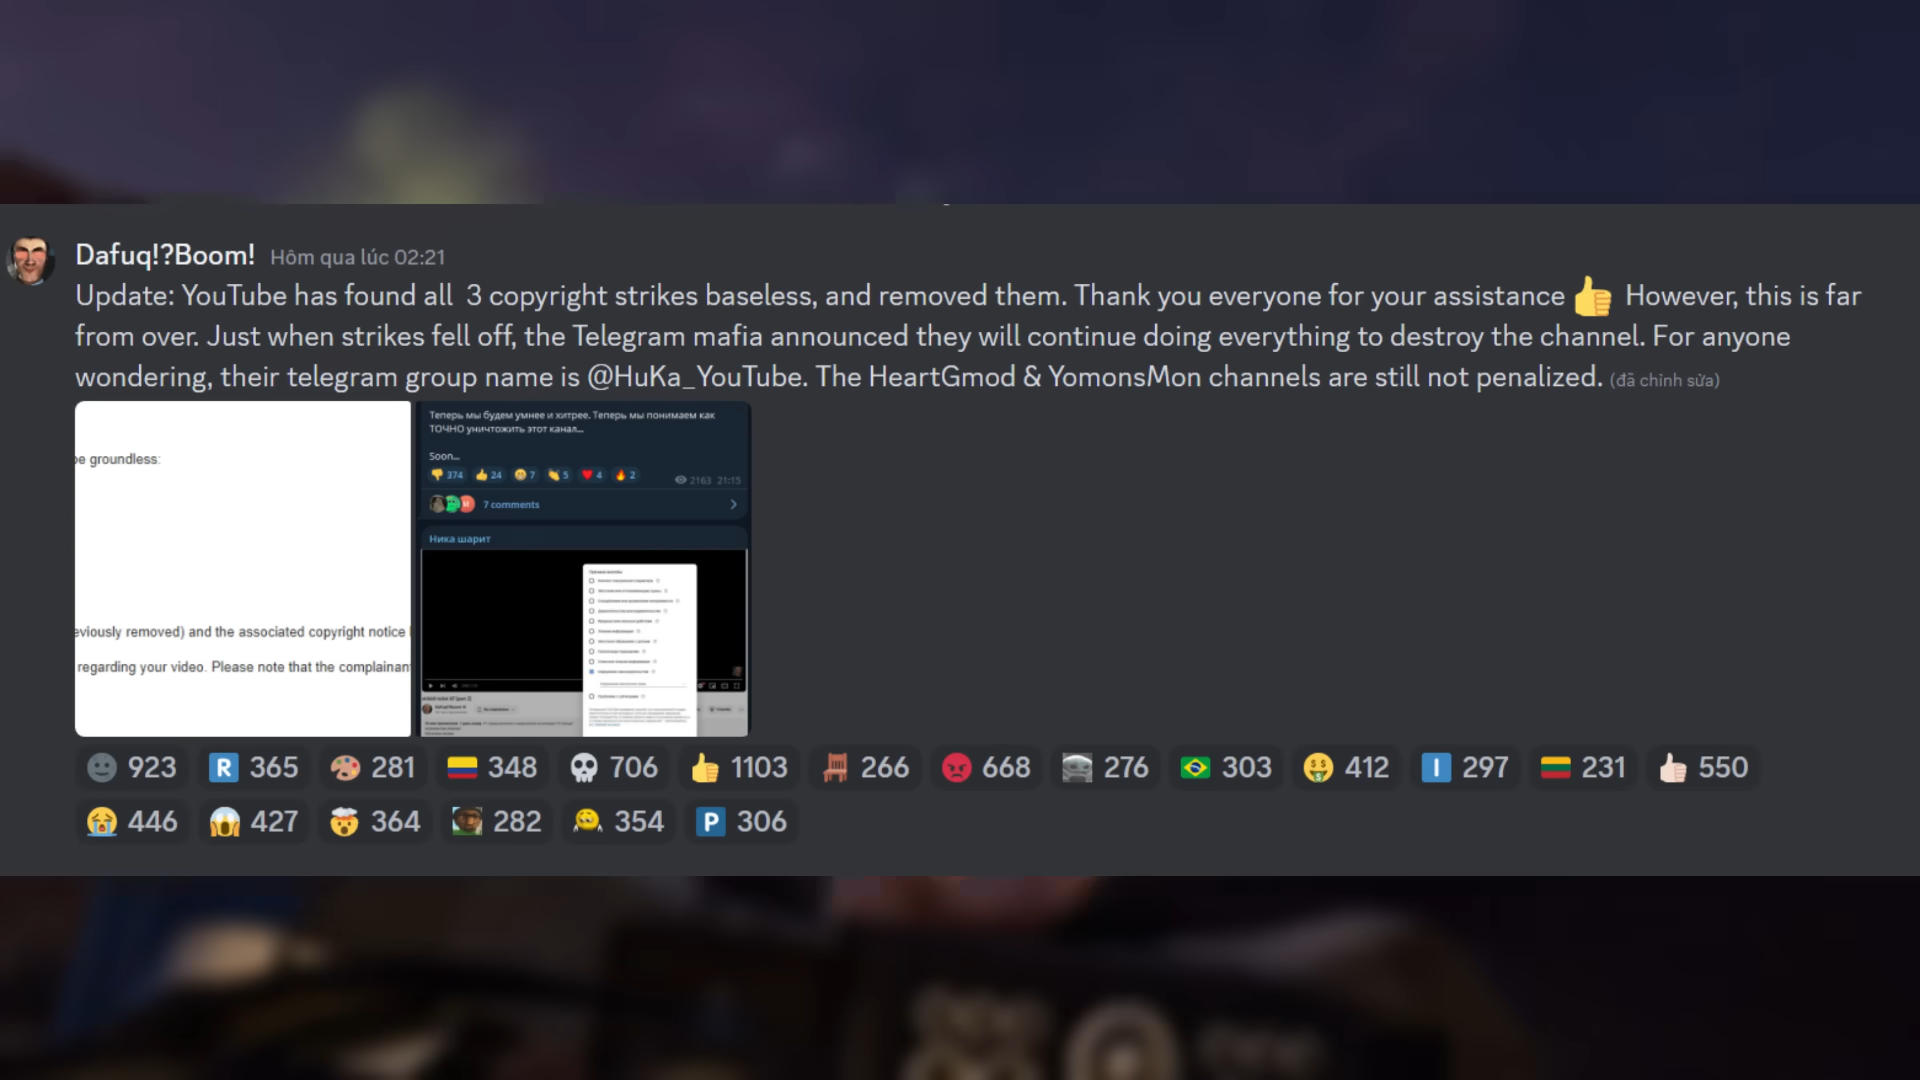 Dafuq!?Boom! Hôm qua lúc 02:21
Update: YouTube has found all 3 copyright strikes baseless, and removed them. Thank you everyone for your assistance 👍 However, this is far
from over. Just when strikes fell off, the Telegram mafia announced they will continue doing everything to destroy the channel. For anyone
wondering, their telegram group name is @HuKa_YouTube. The HeartGmod & YomonsMon channels are still not penalized. (đã chỉnh sửa)
be groundless:
eviously removed) and the associated copyright notice
regarding your video. Please note that the complainant
Теперь мы будем умнее и хитрее. Теперь мы понимаем как
ТОЧНО уничтожить этот канал...
Soon...
374 24 7 5 4 2 2163 21:15
7 comments
Ника шарит
923 R 365 281 348 706 1103 266 668 276 303 412 I 297 231 550
446 427 364 282 354 P 306